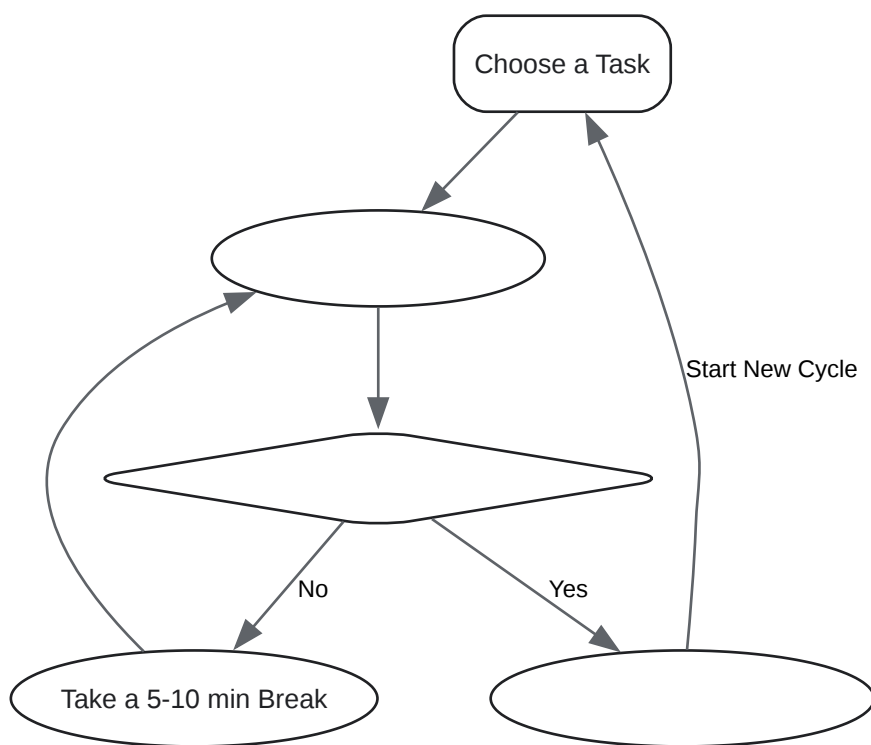 Choose a Task
Start New Cycle
No
Yes
Take a 5-10 min Break